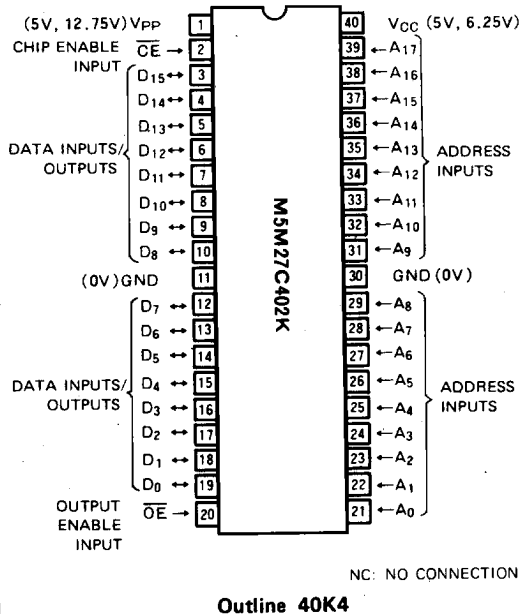 (5V, 12.75V) VPP 1
CHIP ENABLE INPUT CE → 2
D15 ↔ 3
D14 ↔ 4
D13 ↔ 5
D12 ↔ 6
D11 ↔ 7
D10 ↔ 8
D9 ↔ 9
D8 ↔ 10
DATA INPUTS/
OUTPUTS
(0V) GND 11
D7 ↔ 12
D6 ↔ 13
D5 ↔ 14
D4 ↔ 15
D3 ↔ 16
D2 ↔ 17
D1 ↔ 18
D0 ↔ 19
DATA INPUTS/
OUTPUTS
OUTPUT
ENABLE
INPUT
OE → 20
M5M27C402K
40 VCC (5V, 6.25V)
39 ← A17
38 ← A16
37 ← A15
36 ← A14
35 ← A13
34 ← A12
33 ← A11
32 ← A10
31 ← A9
ADDRESS
INPUTS
30 GND (0V)
29 ← A8
28 ← A7
27 ← A6
26 ← A5
25 ← A4
24 ← A3
23 ← A2
22 ← A1
21 ← A0
ADDRESS
INPUTS
NC: NO CONNECTION
Outline 40K4